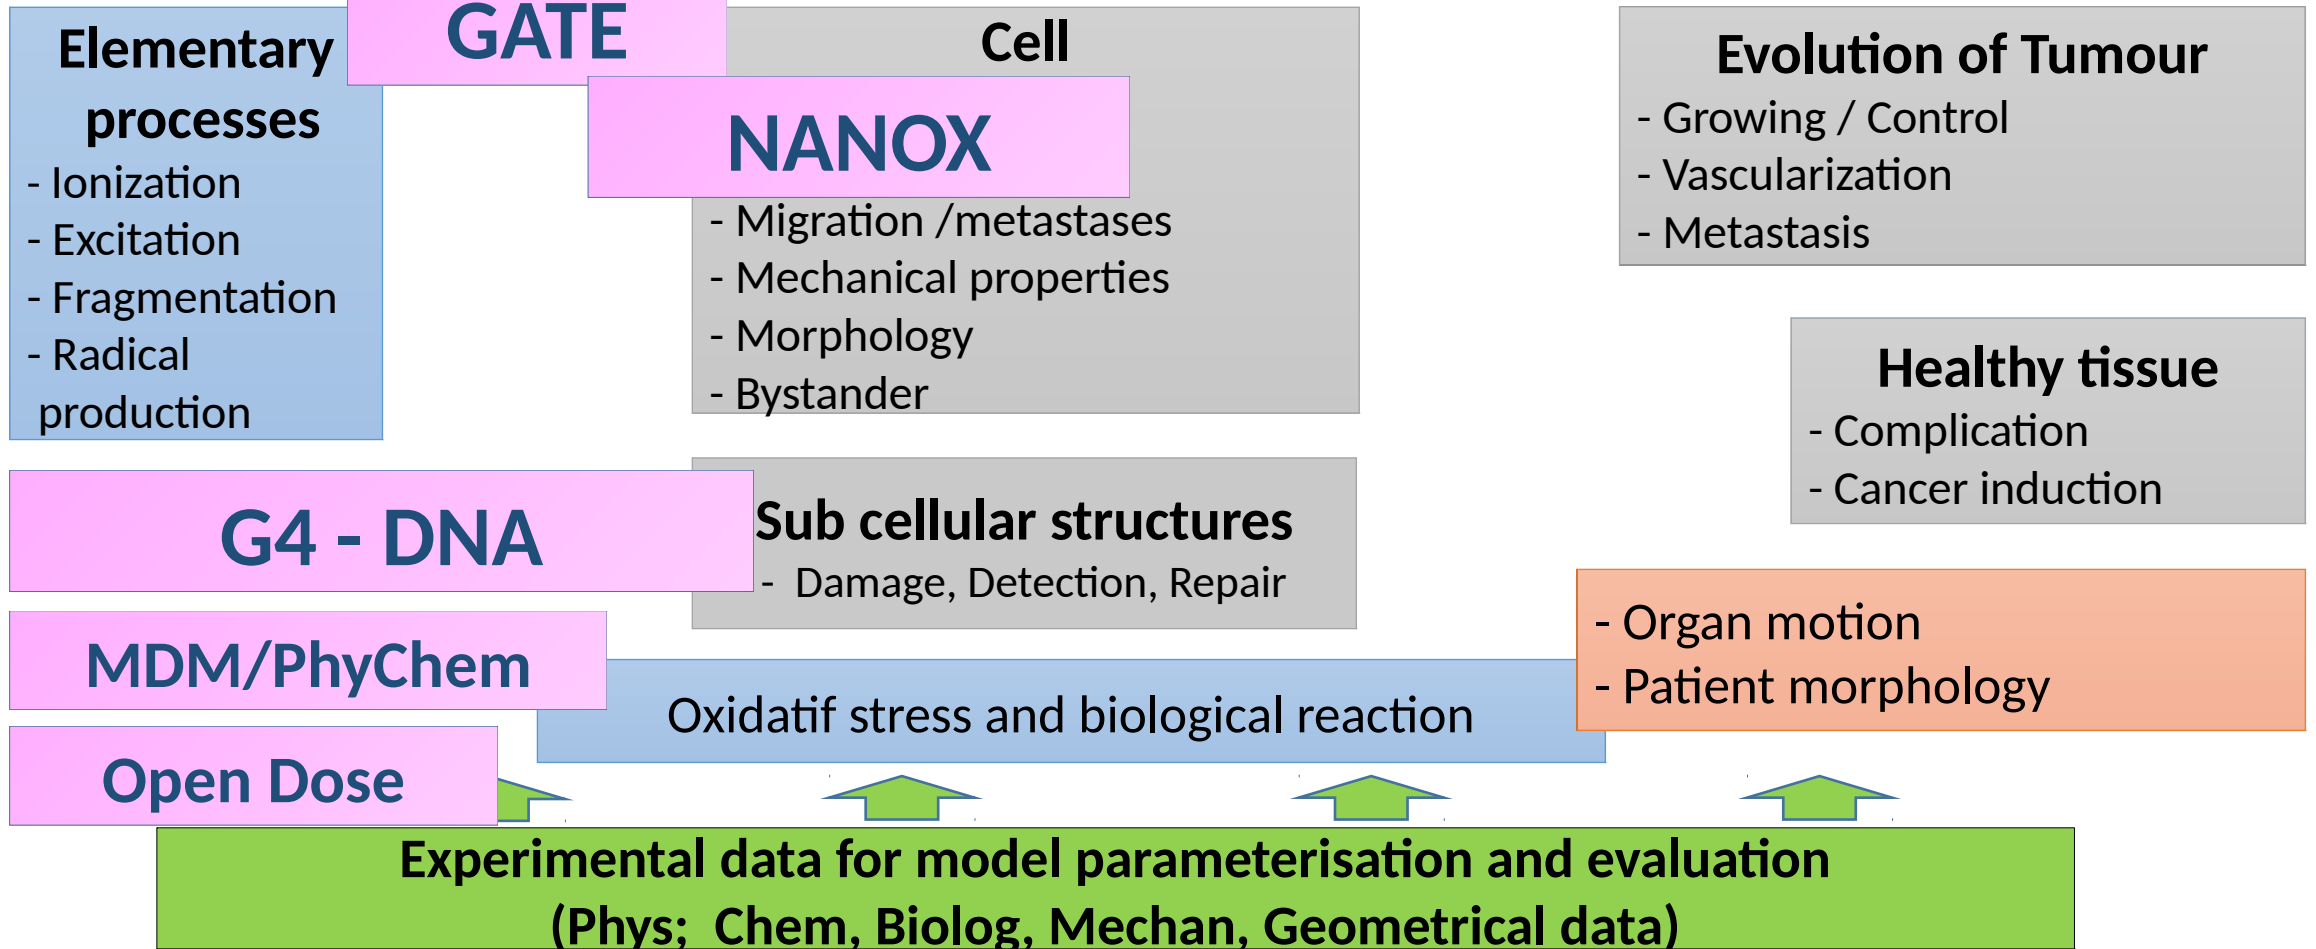 GATE
Elementary
processes
- Ionization
- Excitation
- Fragmentation
- Radical
production
Cell
NANOX
- Migration /metastases
- Mechanical properties
- Morphology
- Bystander
Evolution of Tumour
- Growing / Control
- Vascularization
- Metastasis
Healthy tissue
- Complication
- Cancer induction
G4 - DNA
Sub cellular structures
- Damage, Detection, Repair
MDM/PhyChem
Oxidatif stress and biological reaction
- Organ motion
- Patient morphology
Open Dose
Experimental data for model parameterisation and evaluation
(Phys; Chem, Biolog, Mechan, Geometrical data)